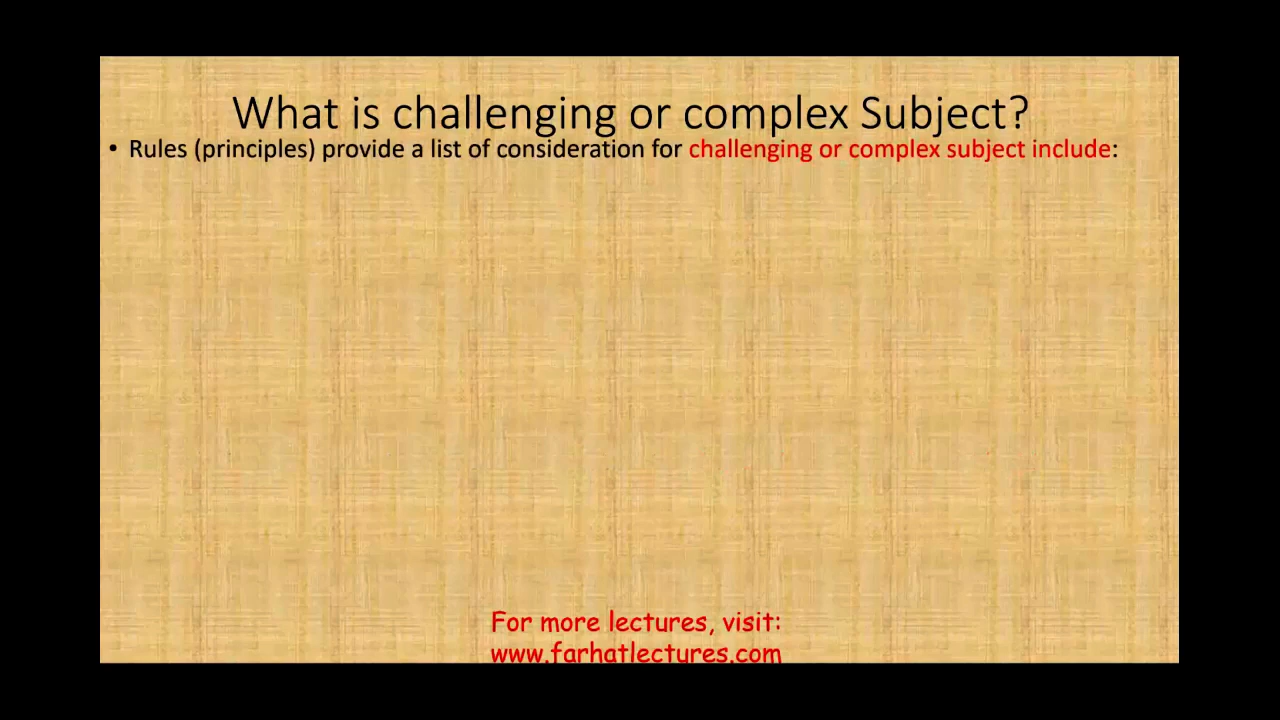 What is challenging or complex Subject?
• Rules (principles) provide a list of consideration for challenging or complex subject include:
For more lectures, visit:
www.farhatlectures.com